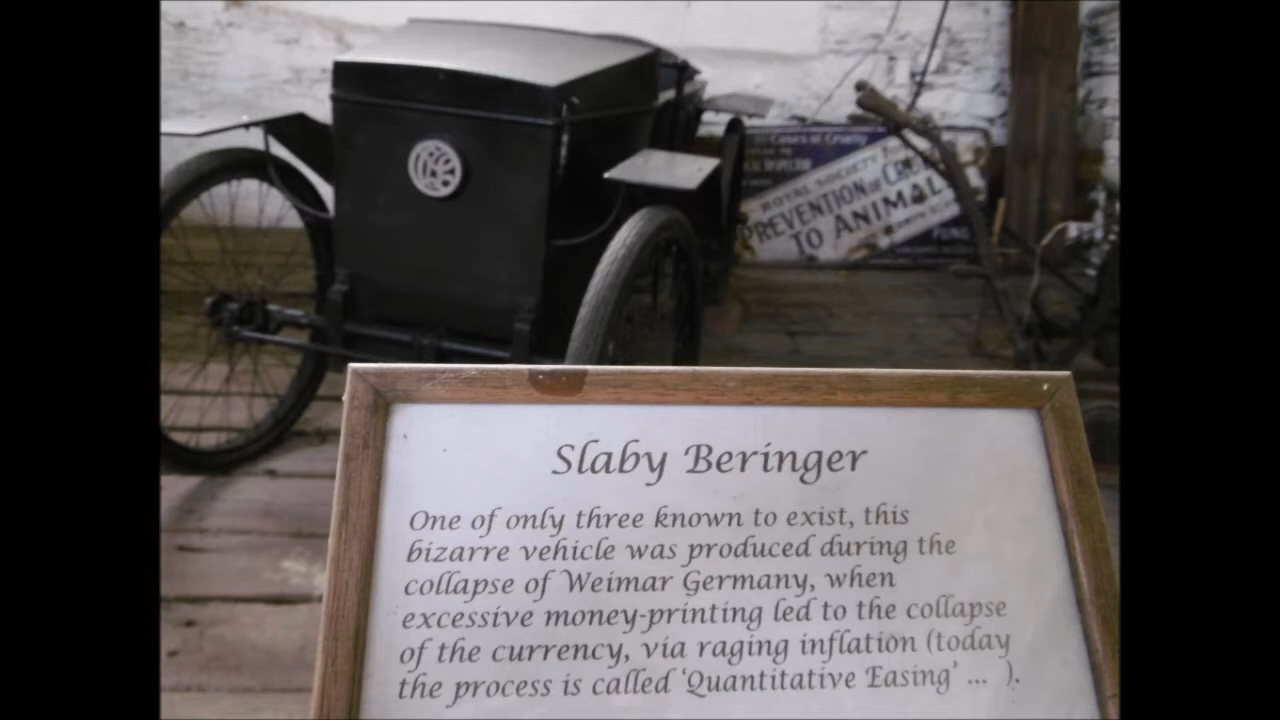 Cases of Cruelty
ROYAL SOCIETY
PREVENTION OF
TO ANIMALS
Slaby Beringer
One of only three known to exist, this
bizarre vehicle was produced during the
collapse of Weimar Germany, when
excessive money-printing led to the collapse
of the currency, via raging inflation (today
the process is called 'Quantitative Easing' ... ).